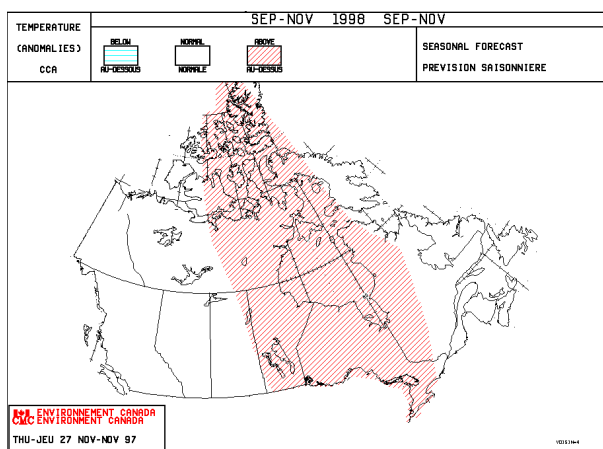 SEP-NOV 1998 SEP-NOV
TEMPERATURE
(ANOMALIES)
CCA
BELOW
AU-DESSOUS
NORMAL
NORMALE
ABOVE
AU-DESSUS
SEASONAL FORECAST
PREVISION SAISONNIERE
CMC ENVIRONNEMENT CANADA
ENVIRONMENT CANADA
THU-JEU 27 NOV-NOV 97